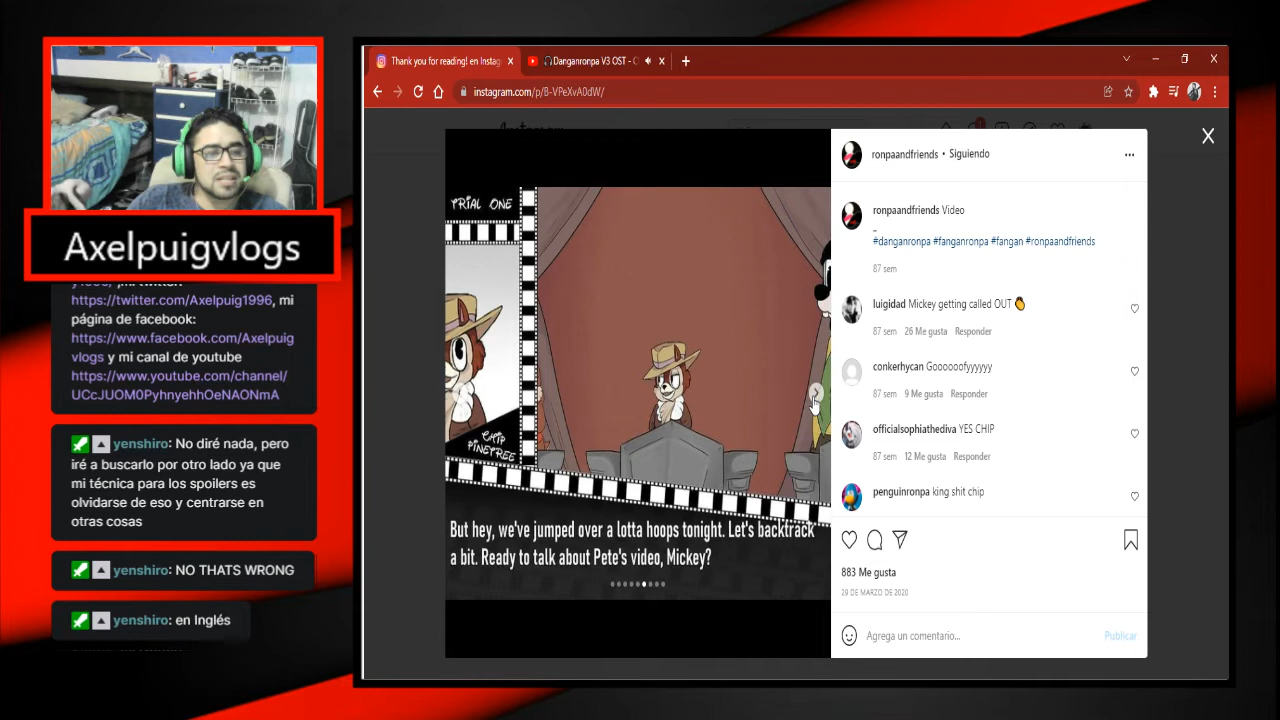 Thank you for reading! en Instag
Danganronpa V3 OST - C
instagram.com/p/B-VPeXvA0dW/
Axelpuigvlogs
https://twitter.com/Axelpuig1996, mi
página de facebook:
https://www.facebook.com/Axelpuig
vlogs y mi canal de youtube
https://www.youtube.com/channel/
UCcJUOM0PyhnyehhOeNAONmA
yenshiro: No diré nada, pero
iré a buscarlo por otro lado ya que
mi técnica para los spoilers es
olvidarse de eso y centrarse en
otras cosas
yenshiro: NO THATS WRONG
yenshiro: en Inglés
TRIAL ONE
CHIP
PINETREE
But hey, we've jumped over a lotta hoops tonight. Let's backtrack
a bit. Ready to talk about Pete's video, Mickey?
ronpaandfriends • Siguiendo
ronpaandfriends Video
_
#danganronpa #fanganronpa #fangan #ronpaandfriends
87 sem
luigidad Mickey getting called OUT
87 sem 26 Me gusta Responder
conkerhycan Goooooofyyyyyy
87 sem 9 Me gusta Responder
officialsophiathediva YES CHIP
87 sem 12 Me gusta Responder
penguinronpa king shit chip
883 Me gusta
29 DE MARZO DE 2020
Agrega un comentario...
Publicar